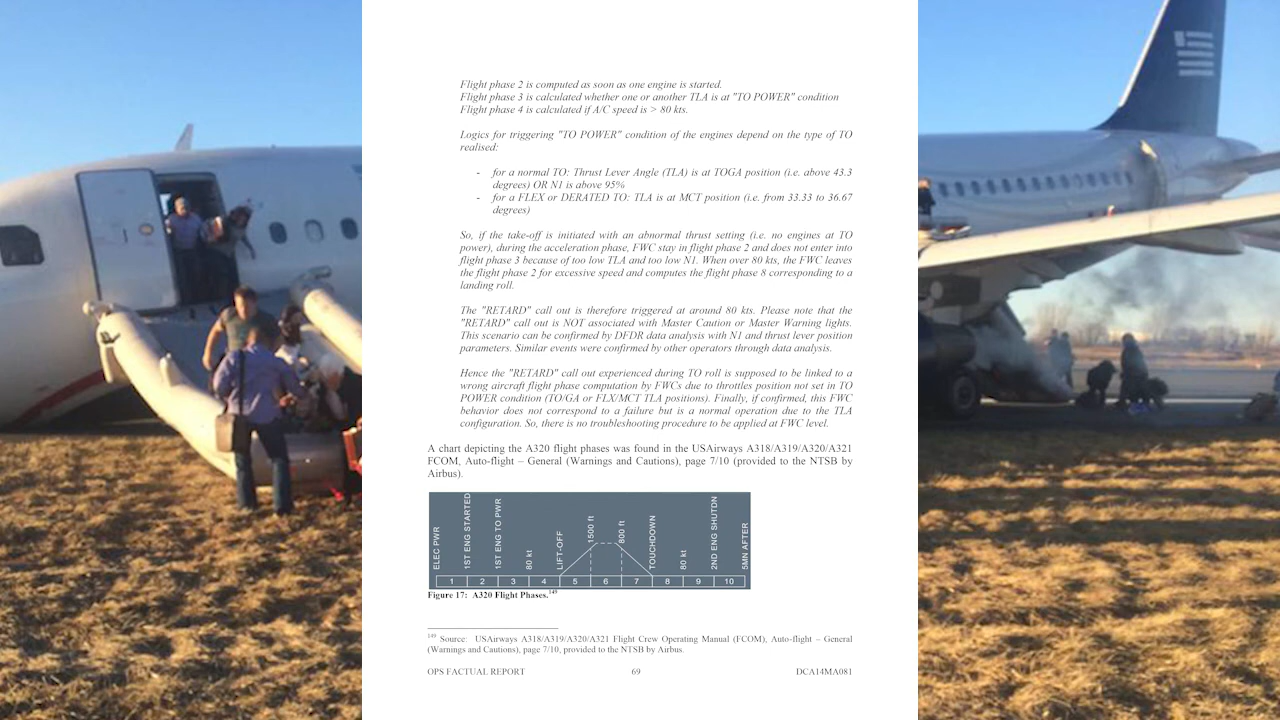 Flight phase 2 is computed as soon as one engine is started.
Flight phase 3 is calculated whether one or another TLA is at "TO POWER" condition
Flight phase 4 is calculated if A/C speed is > 80 kts.
Logics for triggering "TO POWER" condition of the engines depend on the type of TO
realised:
- for a normal TO: Thrust Lever Angle (TLA) is at TOGA position (i.e. above 43.3
degrees) OR N1 is above 95%
- for a FLEX or DERATED TO: TLA is at MCT position (i.e. from 33.33 to 36.67
degrees)
So, if the take-off is initiated with an abnormal thrust setting (i.e. no engines at TO
power), during the acceleration phase, FWC stay in flight phase 2 and does not enter into
flight phase 3 because of too low TLA and too low N1. When over 80 kts, the FWC leaves
the flight phase 2 for excessive speed and computes the flight phase 8 corresponding to a
landing roll.
The "RETARD" call out is therefore triggered at around 80 kts. Please note that the
"RETARD" call out is NOT associated with Master Caution or Master Warning lights.
This scenario can be confirmed by DFDR data analysis with N1 and thrust lever position
parameters. Similar events were confirmed by other operators through data analysis.
Hence the "RETARD" call out experienced during TO roll is supposed to be linked to a
wrong aircraft flight phase computation by FWCs due to throttles position not set in TO
POWER condition (TO/GA or FLX/MCT TLA positions). Finally, if confirmed, this FWC
behavior does not correspond to a failure but is a normal operation due to the TLA
configuration. So, there is no troubleshooting procedure to be applied at FWC level.
A chart depicting the A320 flight phases was found in the USAirways A318/A319/A320/A321
FCOM, Auto-flight – General (Warnings and Cautions), page 7/10 (provided to the NTSB by
Airbus).
ELEC PWR
1ST ENG STARTED
1ST ENG TO PWR
80 kt
LIFT-OFF
1500 ft
800 ft
TOUCHDOWN
80 kt
2ND ENG SHUTDN
5MN AFTER
1 2 3 4 5 6 7 8 9 10
Figure 17: A320 Flight Phases.149
149 Source: USAirways A318/A319/A320/A321 Flight Crew Operating Manual (FCOM), Auto-flight – General
(Warnings and Cautions), page 7/10, provided to the NTSB by Airbus.
OPS FACTUAL REPORT 69 DCA14MA081